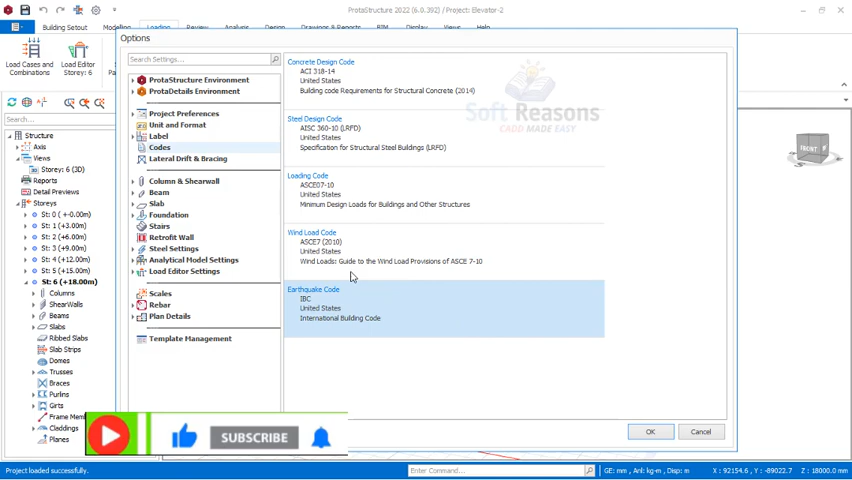 ProtaStructure 2022 (6.0.392) / Project: Elevator-2
Building Setout
Modelling
Loading
Review
Analysis
Design
Drawings & Reports
BIM
Display
Views
Help
Load Cases and
Combinations
Load Editor
Storey: 6
Options
Search Settings...
ProtaStructure Environment
ProtaDetails Environment
Project Preferences
Unit and Format
Label
Codes
Lateral Drift & Bracing
Column & Shearwall
Beam
Slab
Foundation
Stairs
Retrofit Wall
Steel Settings
Analytical Model Settings
Load Editor Settings
Scales
Rebar
Plan Details
Template Management
Concrete Design Code
ACI 318-14
United States
Building code Requirements for Structural Concrete (2014)
Steel Design Code
AISC 360-10 (LRFD)
United States
Specification for Structural Steel Buildings (LRFD)
Loading Code
ASCE07-10
United States
Minimum Design Loads for Buildings and Other Structures
Wind Load Code
ASCE7 (2010)
United States
Wind Loads: Guide to the Wind Load Provisions of ASCE 7-10
Earthquake Code
IBC
United States
International Building Code
OK
Cancel
Soft Reasons
CADD MADE EASY
FRONT
Search...
Structure
Axis
Views
Storey: 6 (3D)
Reports
Detail Previews
Storeys
St: 0 ( +-0.00m)
St: 1 (+3.00m)
St: 2 (+6.00m)
St: 3 (+9.00m)
St: 4 (+12.00m)
St: 5 (+15.00m)
St: 6 (+18.00m)
Columns
ShearWalls
Beams
Slabs
Ribbed Slabs
Slab Strips
Domes
Trusses
Braces
Purlins
Girts
Frame Mem
Claddings
Planes
SUBSCRIBE
Project loaded successfully.
Enter Command...
GE: mm , Anl: kg-m , Disp: m
X : 92154.6 , Y : -89022.7
Z : 18000.0 mm